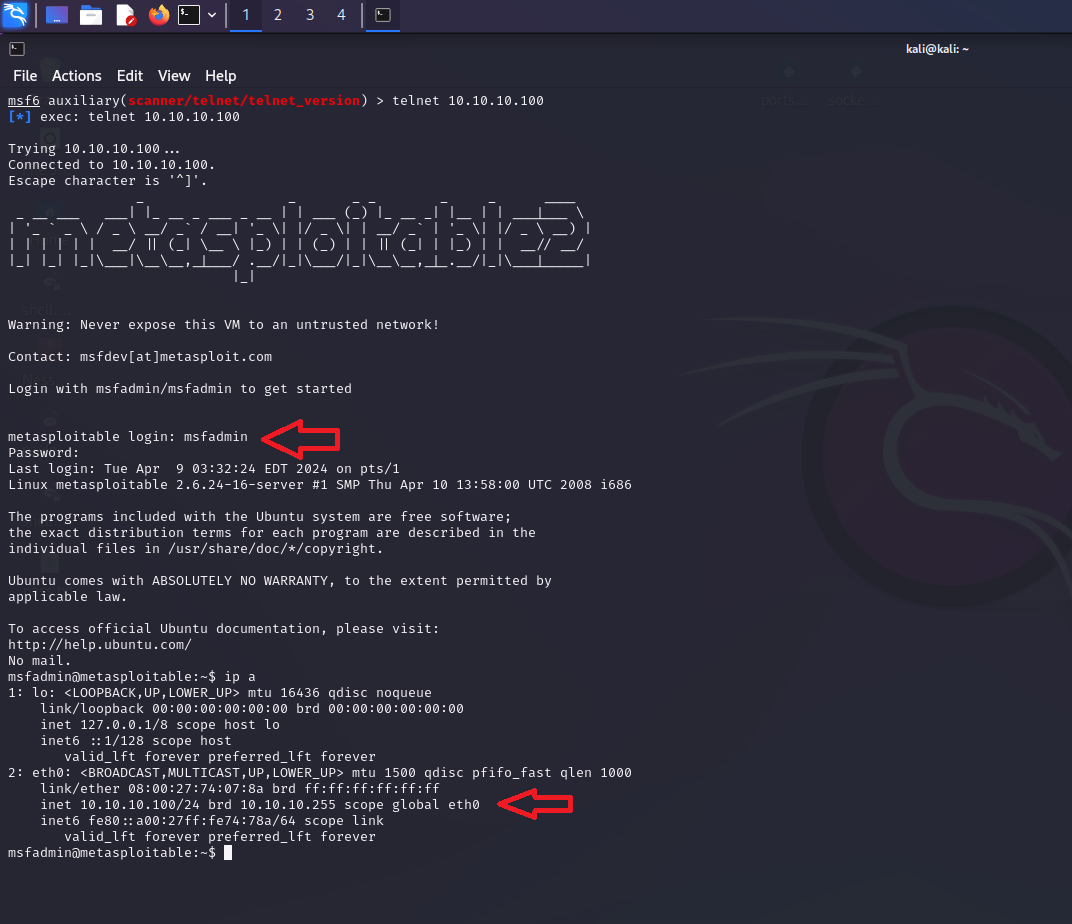 1 2 3 4
kali@kali: ~
File Actions Edit View Help
msf6 auxiliary(scanner/telnet/telnet_version) > telnet 10.10.10.100
[*] exec: telnet 10.10.10.100
Trying 10.10.10.100...
Connected to 10.10.10.100.
Escape character is '^]'.
metasploitable2
Warning: Never expose this VM to an untrusted network!
Contact: msfdev[at]metasploit.com
Login with msfadmin/msfadmin to get started
metasploitable login: msfadmin
Password:
Last login: Tue Apr  9 03:32:24 EDT 2024 on pts/1
Linux metasploitable 2.6.24-16-server #1 SMP Thu Apr 10 13:58:00 UTC 2008 i686
The programs included with the Ubuntu system are free software;
the exact distribution terms for each program are described in the
individual files in /usr/share/doc/*/copyright.
Ubuntu comes with ABSOLUTELY NO WARRANTY, to the extent permitted by
applicable law.
To access official Ubuntu documentation, please visit:
http://help.ubuntu.com/
No mail.
msfadmin@metasploitable:~$ ip a
1: lo: <LOOPBACK,UP,LOWER_UP> mtu 16436 qdisc noqueue
link/loopback 00:00:00:00:00:00 brd 00:00:00:00:00:00
inet 127.0.0.1/8 scope host lo
inet6 ::1/128 scope host
valid_lft forever preferred_lft forever
2: eth0: <BROADCAST,MULTICAST,UP,LOWER_UP> mtu 1500 qdisc pfifo_fast qlen 1000
link/ether 08:00:27:74:07:8a brd ff:ff:ff:ff:ff:ff
inet 10.10.10.100/24 brd 10.10.10.255 scope global eth0
inet6 fe80::a00:27ff:fe74:78a/64 scope link
valid_lft forever preferred_lft forever
msfadmin@metasploitable:~$